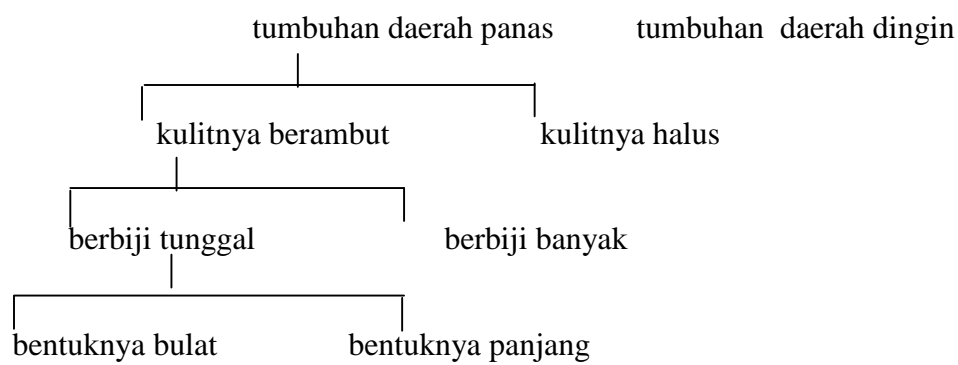 tumbuhan daerah panas tumbuhan daerah dingin
kulitnya berambut kulitnya halus
berbiji tunggal berbiji banyak
bentuknya bulat bentuknya panjang